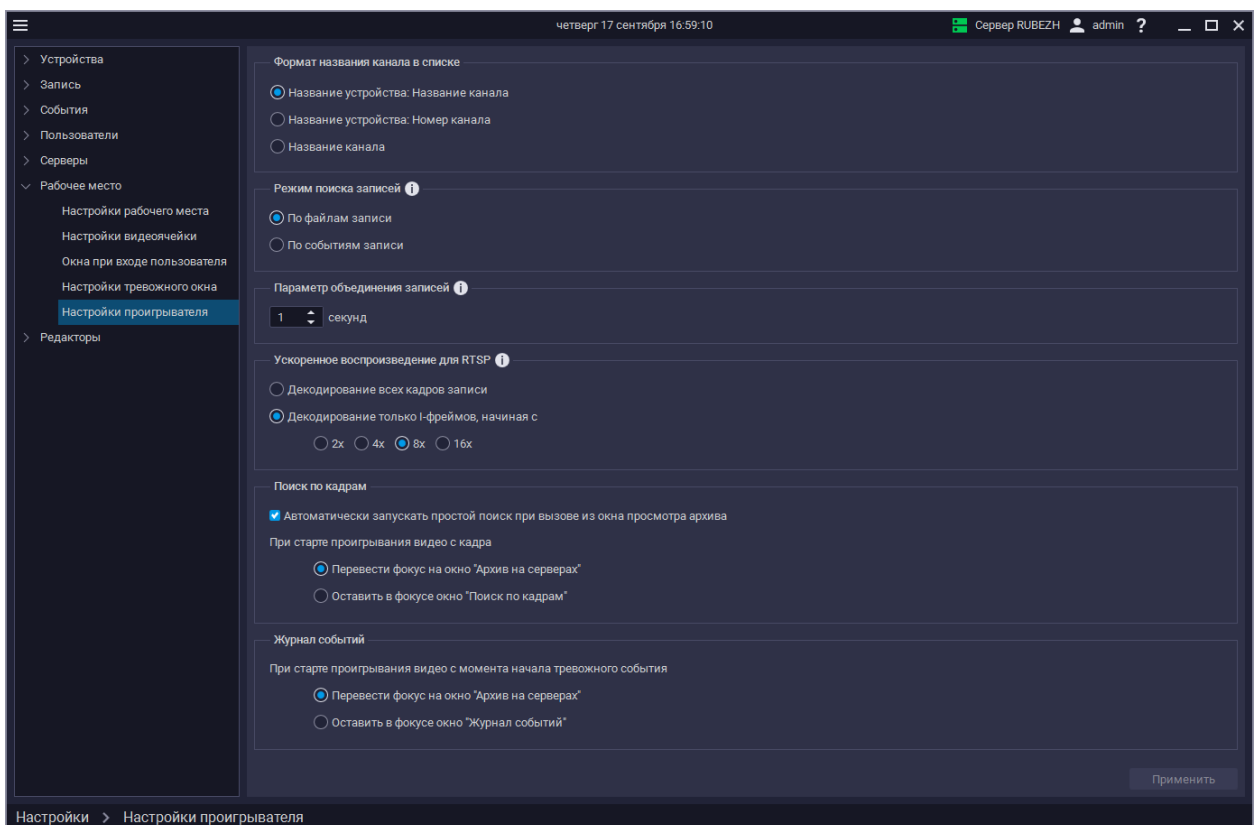 четверг 17 сентября 16:59:10
Сервер RUBEZH admin ?
Устройства
Запись
События
Пользователи
Серверы
Рабочее место
Настройки рабочего места
Настройки видеоячейки
Окна при входе пользователя
Настройки тревожного окна
Настройки проигрывателя
Редакторы
Формат названия канала в списке
Название устройства: Название канала
Название устройства: Номер канала
Название канала
Режим поиска записей
По файлам записи
По событиям записи
Параметр объединения записей
1 секунд
Ускоренное воспроизведение для RTSP
Декодирование всех кадров записи
Декодирование только I-фреймов, начиная с
2x 4x 8x 16x
Поиск по кадрам
Автоматически запускать простой поиск при вызове из окна просмотра архива
При старте проигрывания видео с кадра
Перевести фокус на окно "Архив на серверах"
Оставить в фокусе окно "Поиск по кадрам"
Журнал событий
При старте проигрывания видео с момента начала тревожного события
Перевести фокус на окно "Архив на серверах"
Оставить в фокусе окно "Журнал событий"
Применить
Настройки > Настройки проигрывателя